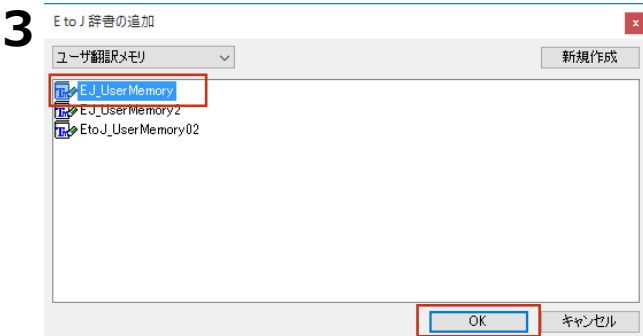 3
E to J 辞書の追加
x
ユーザ翻訳メモリ
新規作成
EJ_UserMemory
EJ_UserMemory2
EtoJ_UserMemory02
OK
キャンセル